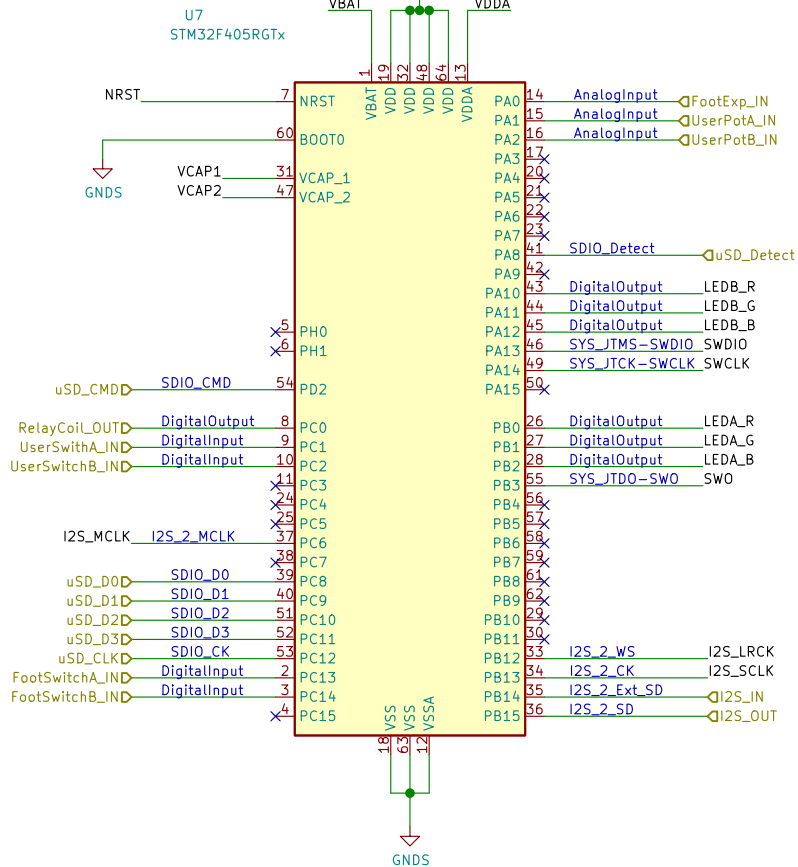 U7
STM32F405RGTx
VBAT
VDDA
1 19 32 48 64 13
VBAT VDD VDD VDD VDD VDDA
NRST 7 NRST
60 BOOT0
GNDS
VCAP1 31 VCAP_1
VCAP2 47 VCAP_2
5 PH0
6 PH1
uSD_CMD SDIO_CMD 54 PD2
RelayCoil_OUT DigitalOutput 8 PC0
UserSwithA_IN DigitalInput 9 PC1
UserSwitchB_IN DigitalInput 10 PC2
11 PC3
24 PC4
25 PC5
I2S_MCLK I2S_2_MCLK 37 PC6
38 PC7
uSD_D0 SDIO_D0 39 PC8
uSD_D1 SDIO_D1 40 PC9
uSD_D2 SDIO_D2 51 PC10
uSD_D3 SDIO_D3 52 PC11
uSD_CLK SDIO_CK 53 PC12
FootSwitchA_IN DigitalInput 2 PC13
FootSwitchB_IN DigitalInput 3 PC14
4 PC15
PA0 14 AnalogInput FootExp_IN
PA1 15 AnalogInput UserPotA_IN
PA2 16 AnalogInput UserPotB_IN
PA3 17
PA4 20
PA5 21
PA6 22
PA7 23
PA8 41 SDIO_Detect uSD_Detect
PA9 42
PA10 43 DigitalOutput LEDB_R
PA11 44 DigitalOutput LEDB_G
PA12 45 DigitalOutput LEDB_B
PA13 46 SYS_JTMS-SWDIO SWDIO
PA14 49 SYS_JTCK-SWCLK SWCLK
PA15 50
PB0 26 DigitalOutput LEDA_R
PB1 27 DigitalOutput LEDA_G
PB2 28 DigitalOutput LEDA_B
PB3 55 SYS_JTDO-SWO SWO
PB4 56
PB5 57
PB6 58
PB7 59
PB8 61
PB9 62
PB10 29
PB11 30
PB12 33 I2S_2_WS I2S_LRCK
PB13 34 I2S_2_CK I2S_SCLK
PB14 35 I2S_2_Ext_SD I2S_IN
PB15 36 I2S_2_SD I2S_OUT
VSS VSS VSSA
18 63 12
GNDS